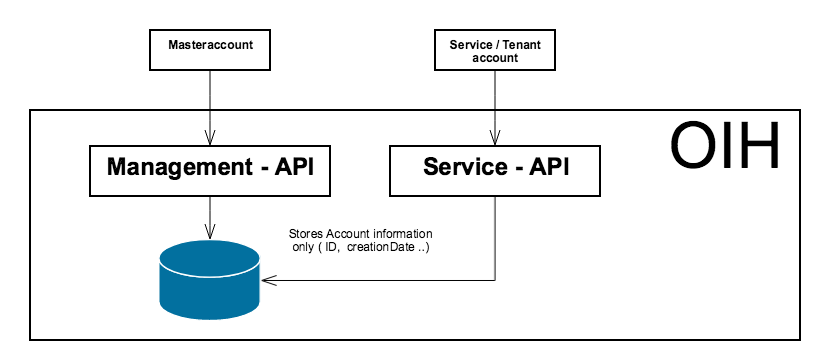 Masteraccount
Service / Tenant
account
OIH
Management - API
Service - API
Stores Account information
only ( ID,  creationDate ..)